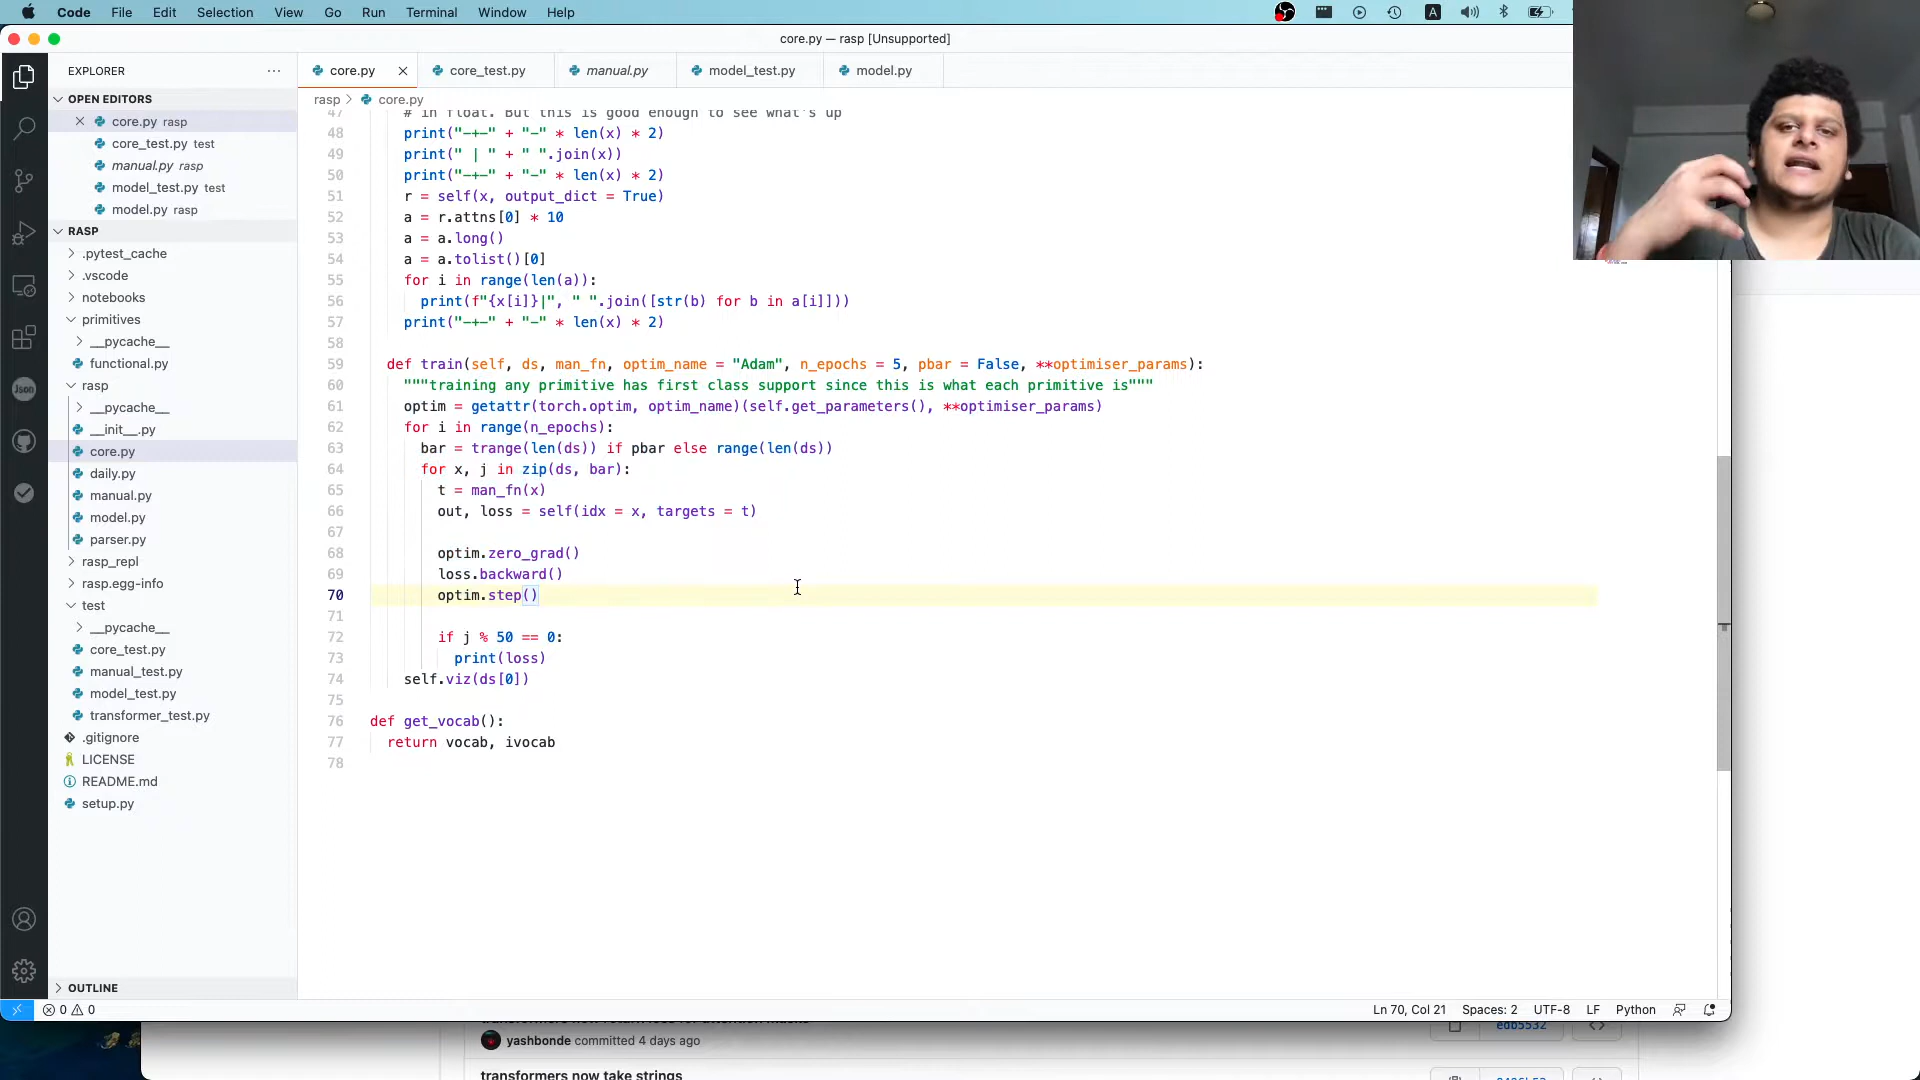 Code File Edit Selection View Go Run Terminal Window Help
core.py — rasp [Unsupported]
EXPLORER
OPEN EDITORS
core.py rasp
core_test.py test
manual.py rasp
model_test.py test
model.py rasp
RASP
.pytest_cache
.vscode
notebooks
primitives
__pycache__
functional.py
rasp
__pycache__
__init__.py
core.py
daily.py
manual.py
model.py
parser.py
rasp_repl
rasp.egg-info
test
__pycache__
core_test.py
manual_test.py
model_test.py
transformer_test.py
.gitignore
LICENSE
README.md
setup.py
OUTLINE
core.py core_test.py manual.py model_test.py model.py
rasp > core.py
47 # in float. But this is good enough to see what's up
48 print("-+-" + "-" * len(x) * 2)
49 print(" | " + " ".join(x))
50 print("-+-" + "-" * len(x) * 2)
51 r = self(x, output_dict = True)
52 a = r.attns[0] * 10
53 a = a.long()
54 a = a.tolist()[0]
55 for i in range(len(a)):
56 print(f"{x[i]}|", " ".join([str(b) for b in a[i]]))
57 print("-+-" + "-" * len(x) * 2)
58
59 def train(self, ds, man_fn, optim_name = "Adam", n_epochs = 5, pbar = False, **optimiser_params):
60 """training any primitive has first class support since this is what each primitive is"""
61 optim = getattr(torch.optim, optim_name)(self.get_parameters(), **optimiser_params)
62 for i in range(n_epochs):
63 bar = trange(len(ds)) if pbar else range(len(ds))
64 for x, j in zip(ds, bar):
65 t = man_fn(x)
66 out, loss = self(idx = x, targets = t)
67
68 optim.zero_grad()
69 loss.backward()
70 optim.step()
71
72 if j % 50 == 0:
73 print(loss)
74 self.viz(ds[0])
75
76 def get_vocab():
77 return vocab, ivocab
78
0 0
Ln 70, Col 21 Spaces: 2 UTF-8 LF Python
edb5532
yashbonde committed 4 days ago
transformers now take strings